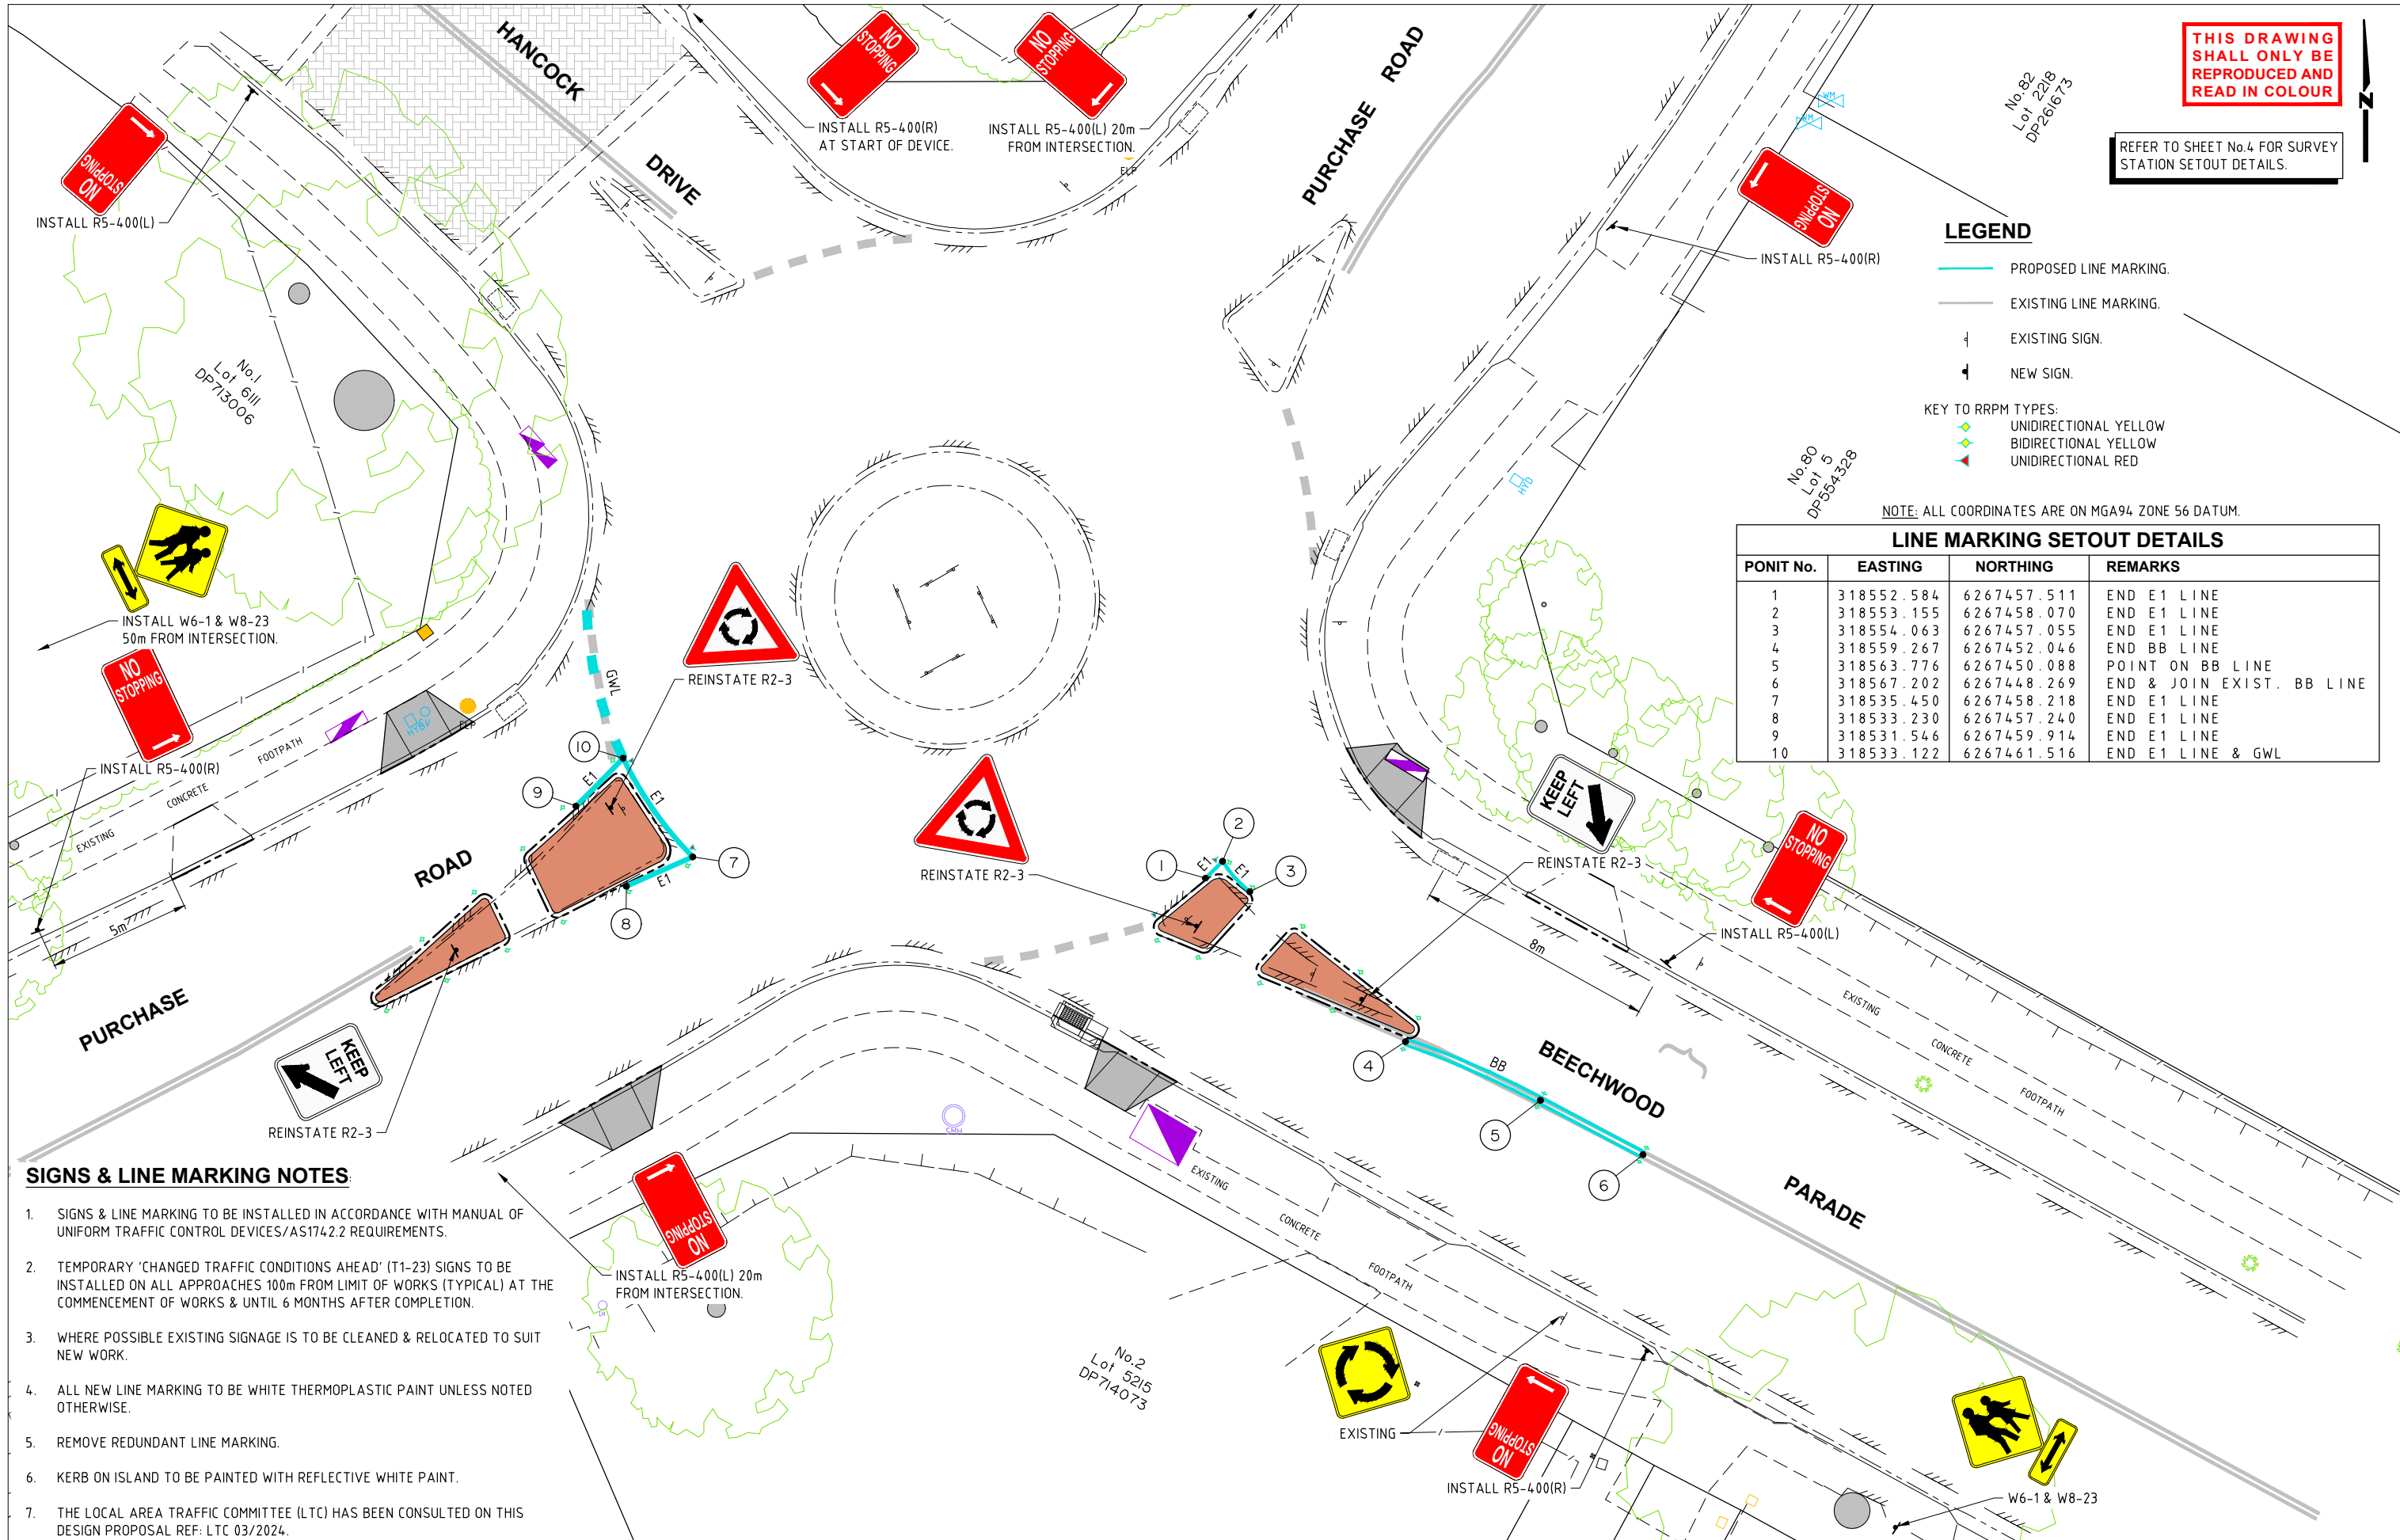 HANCOCK
DRIVE
PURCHASE ROAD
NO
STOPPING
NO
STOPPING
INSTALL R5-400(R)
AT START OF DEVICE.
INSTALL R5-400(L) 20m
FROM INTERSECTION.
ELP
NO
STOPPING
INSTALL R5-400(L)
No.1
Lot 6111
DP713006
WM
WM
No.82
Lot 2218
DP261673
THIS DRAWING
SHALL ONLY BE
REPRODUCED AND
READ IN COLOUR
N
REFER TO SHEET No.4 FOR SURVEY
STATION SETOUT DETAILS.
NO
STOPPING
INSTALL R5-400(R)
LEGEND
PROPOSED LINE MARKING.
EXISTING LINE MARKING.
EXISTING SIGN.
NEW SIGN.
KEY TO RRPM TYPES:
UNIDIRECTIONAL YELLOW
BIDIRECTIONAL YELLOW
UNIDIRECTIONAL RED
HYD
No.80
Lot 5
DP554328
NOTE: ALL COORDINATES ARE ON MGA94 ZONE 56 DATUM.
LINE MARKING SETOUT DETAILS
PONIT No. EASTING NORTHING REMARKS
1 318552.584 6267457.511 END E1 LINE
2 318553.155 6267458.070 END E1 LINE
3 318554.063 6267457.055 END E1 LINE
4 318559.267 6267452.046 END BB LINE
5 318563.776 6267450.088 POINT ON BB LINE
6 318567.202 6267448.269 END & JOIN EXIST. BB LINE
7 318535.450 6267458.218 END E1 LINE
8 318533.230 6267457.240 END E1 LINE
9 318531.546 6267459.914 END E1 LINE
10 318533.122 6267461.516 END E1 LINE & GWL
INSTALL W6-1 & W8-23
50m FROM INTERSECTION.
NO
STOPPING
INSTALL R5-400(R)
EXISTING
CONCRETE
FOOTPATH
HYBV
ELP
GWL
REINSTATE R2-3
10
E1
9
E1
7
E1
8
5m
ROAD
PURCHASE
KEEP
LEFT
REINSTATE R2-3
REINSTATE R2-3
1
E1
2
E1
3
KEEP
LEFT
REINSTATE R2-3
NO
STOPPING
INSTALL R5-400(L)
8m
4
BB
5
6
BEECHWOOD
PARADE
EXISTING
CONCRETE
FOOTPATH
SMH
EXISTING
CONCRETE
FOOTPATH
NO
STOPPING
INSTALL R5-400(L) 20m
FROM INTERSECTION.
No.2
Lot 5215
DP714073
EXISTING
NO
STOPPING
INSTALL R5-400(R)
W6-1 & W8-23
SIGNS & LINE MARKING NOTES:
1. SIGNS & LINE MARKING TO BE INSTALLED IN ACCORDANCE WITH MANUAL OF
UNIFORM TRAFFIC CONTROL DEVICES/AS1742.2 REQUIREMENTS.
2. TEMPORARY 'CHANGED TRAFFIC CONDITIONS AHEAD' (T1-23) SIGNS TO BE
INSTALLED ON ALL APPROACHES 100m FROM LIMIT OF WORKS (TYPICAL) AT THE
COMMENCEMENT OF WORKS & UNTIL 6 MONTHS AFTER COMPLETION.
3. WHERE POSSIBLE EXISTING SIGNAGE IS TO BE CLEANED & RELOCATED TO SUIT
NEW WORK.
4. ALL NEW LINE MARKING TO BE WHITE THERMOPLASTIC PAINT UNLESS NOTED
OTHERWISE.
5. REMOVE REDUNDANT LINE MARKING.
6. KERB ON ISLAND TO BE PAINTED WITH REFLECTIVE WHITE PAINT.
7. THE LOCAL AREA TRAFFIC COMMITTEE (LTC) HAS BEEN CONSULTED ON THIS
DESIGN PROPOSAL REF: LTC 03/2024.